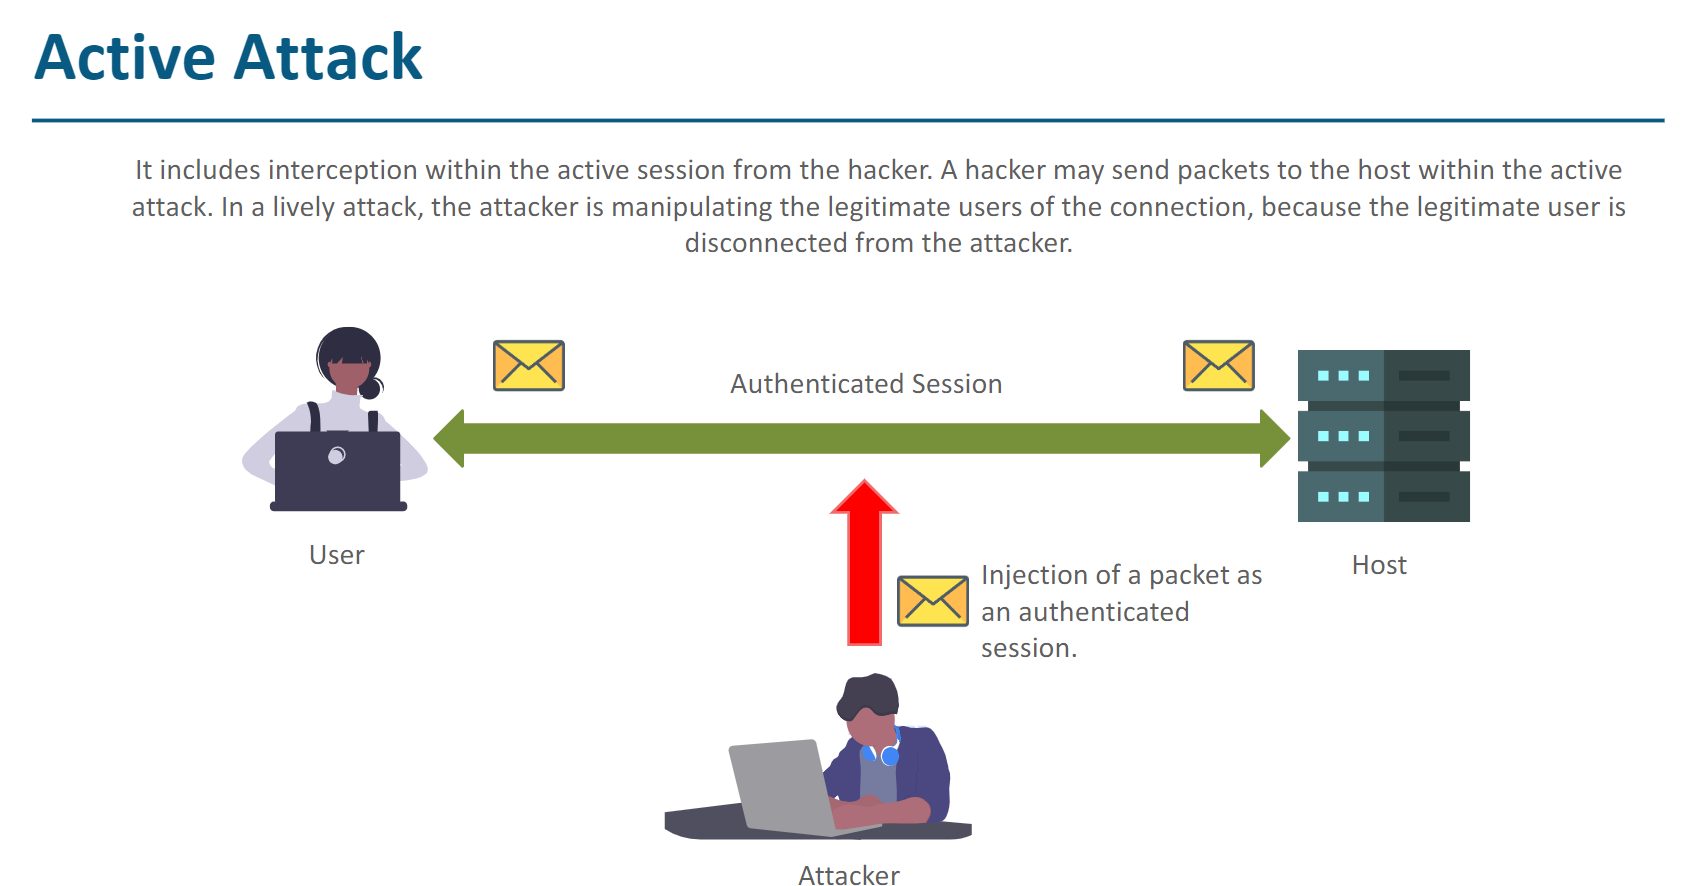 Active Attack
It includes interception within the active session from the hacker. A hacker may send packets to the host within the active
attack. In a lively attack, the attacker is manipulating the legitimate users of the connection, because the legitimate user is
disconnected from the attacker.
Authenticated Session
User
Host
Injection of a packet as
an authenticated
session.
Attacker